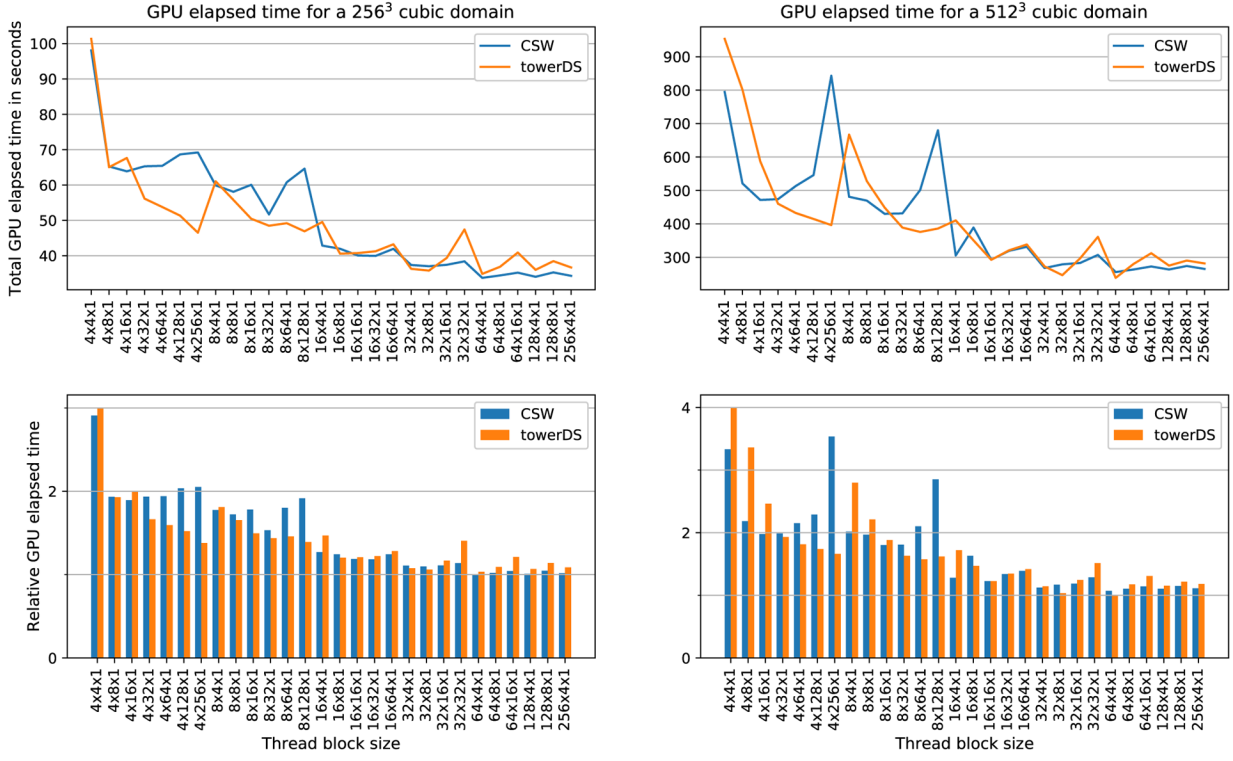 GPU elapsed time for a 256³ cubic domain
Total GPU elapsed time in seconds
100
90
80
70
60
50
40
CSW
towerDS
4x4x1
4x8x1
4x16x1
4x32x1
4x64x1
4x128x1
4x256x1
8x4x1
8x8x1
8x16x1
8x32x1
8x64x1
8x128x1
16x4x1
16x8x1
16x16x1
16x32x1
16x64x1
32x4x1
32x8x1
32x16x1
32x32x1
64x4x1
64x8x1
64x16x1
128x4x1
128x8x1
256x4x1
GPU elapsed time for a 512³ cubic domain
900
800
700
600
500
400
300
CSW
towerDS
4x4x1
4x8x1
4x16x1
4x32x1
4x64x1
4x128x1
4x256x1
8x4x1
8x8x1
8x16x1
8x32x1
8x64x1
8x128x1
16x4x1
16x8x1
16x16x1
16x32x1
16x64x1
32x4x1
32x8x1
32x16x1
32x32x1
64x4x1
64x8x1
64x16x1
128x4x1
128x8x1
256x4x1
Relative GPU elapsed time
2
0
CSW
towerDS
4x4x1
4x8x1
4x16x1
4x32x1
4x64x1
4x128x1
4x256x1
8x4x1
8x8x1
8x16x1
8x32x1
8x64x1
8x128x1
16x4x1
16x8x1
16x16x1
16x32x1
16x64x1
32x4x1
32x8x1
32x16x1
32x32x1
64x4x1
64x8x1
64x16x1
128x4x1
128x8x1
256x4x1
Thread block size
4
2
0
CSW
towerDS
4x4x1
4x8x1
4x16x1
4x32x1
4x64x1
4x128x1
4x256x1
8x4x1
8x8x1
8x16x1
8x32x1
8x64x1
8x128x1
16x4x1
16x8x1
16x16x1
16x32x1
16x64x1
32x4x1
32x8x1
32x16x1
32x32x1
64x4x1
64x8x1
64x16x1
128x4x1
128x8x1
256x4x1
Thread block size